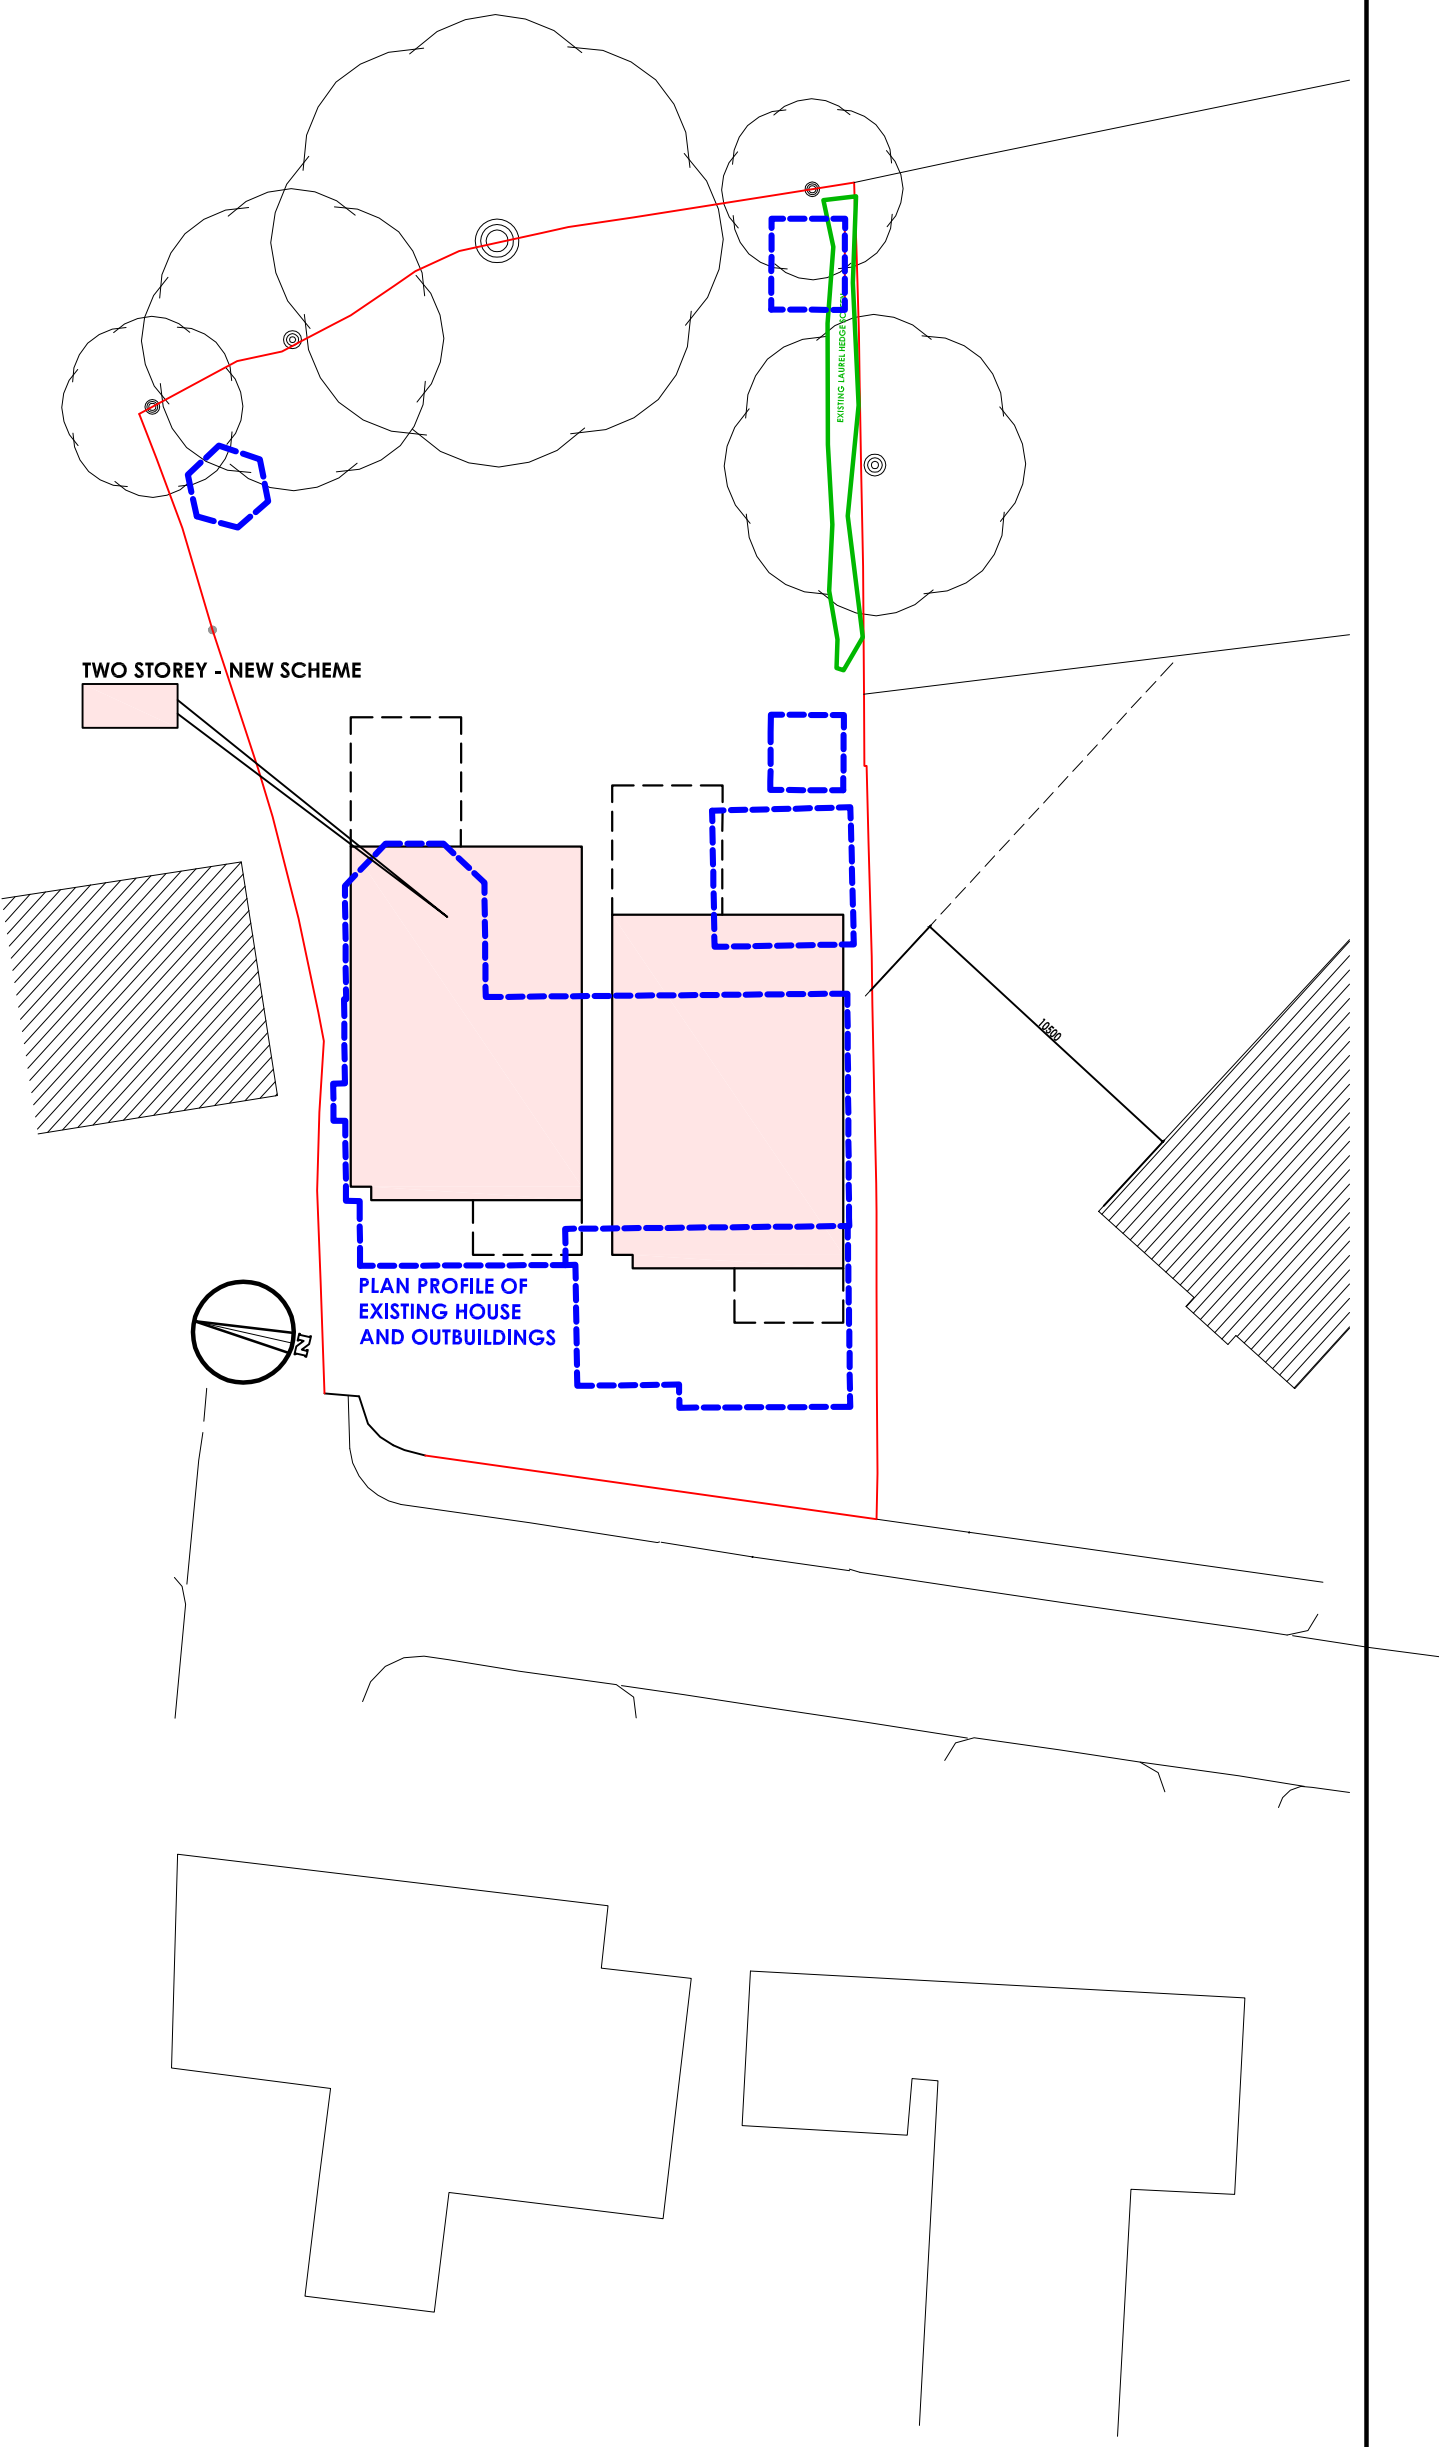 EXISTING LAUREL HEDGE
TWO STOREY - NEW SCHEME
10500
PLAN PROFILE OF
EXISTING HOUSE
AND OUTBUILDINGS
N